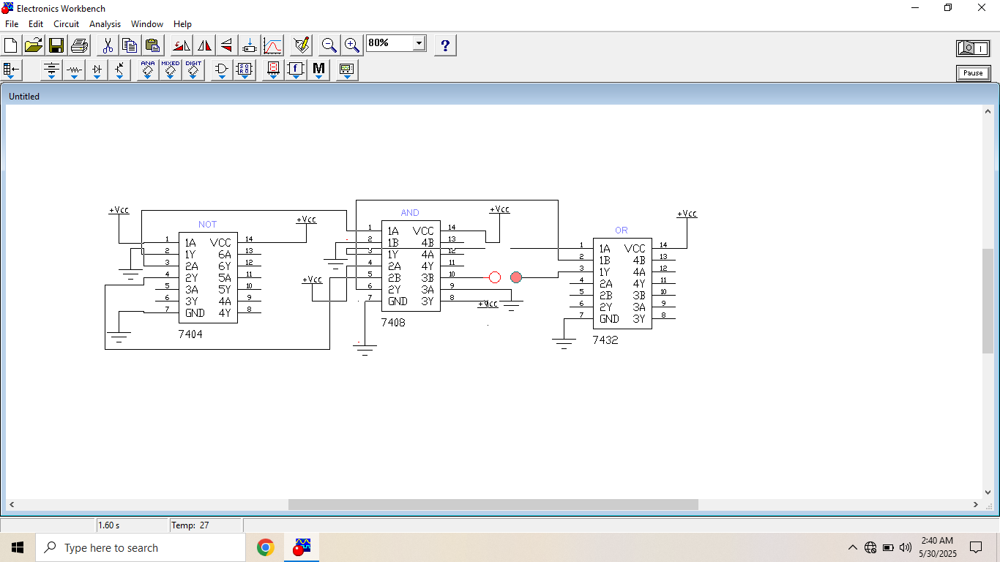 Electronics Workbench
File Edit Circuit Analysis Window Help
80%
?
ANA MIXED DIGIT
f M
Pause
Untitled
+Vcc
NOT
1 1A VCC 14
2 1Y 6A 13
3 2A 6Y 12
4 2Y 5A 11
5 3A 5Y 10
6 3Y 4A 9
7 GND 4Y 8
7404
+Vcc
+Vcc
AND
1 1A VCC 14
2 1B 4B 13
3 1Y 4A 12
4 2A 4Y 11
5 2B 3B 10
6 2Y 3A 9
7 GND 3Y 8
7408
+Vcc
+Vcc
+Vcc
OR
1 1A VCC 14
2 1B 4B 13
3 1Y 4A 12
4 2A 4Y 11
5 2B 3B 10
6 2Y 3A 9
7 GND 3Y 8
7432
1.60 s
Temp: 27
Type here to search
2:40 AM
5/30/2025